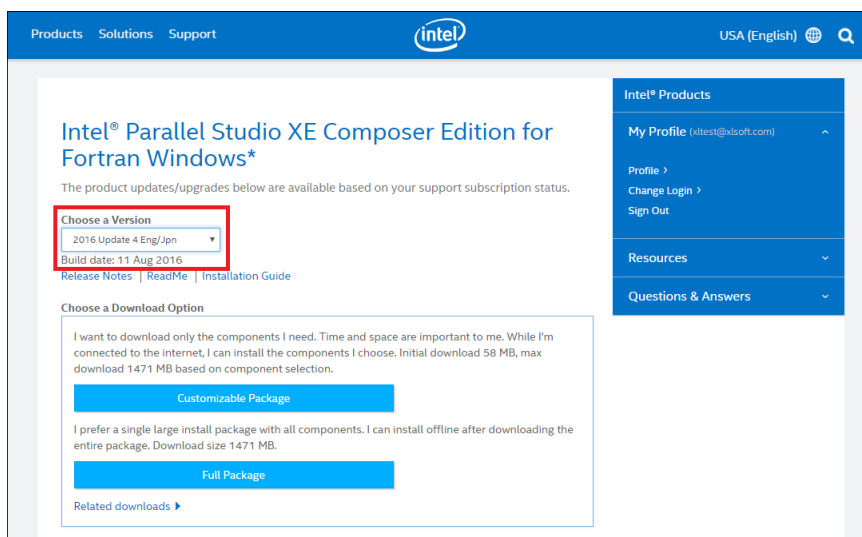 Products Solutions Support
intel
USA (English)
Intel® Parallel Studio XE Composer Edition for
Fortran Windows*
The product updates/upgrades below are available based on your support subscription status.
Choose a Version
2016 Update 4 Eng/Jpn
Build date: 11 Aug 2016
Release Notes | ReadMe | Installation Guide
Choose a Download Option
I want to download only the components I need. Time and space are important to me. While I'm
connected to the internet, I can install the components I choose. Initial download 58 MB, max
download 1471 MB based on component selection.
Customizable Package
I prefer a single large install package with all components. I can install offline after downloading the
entire package. Download size 1471 MB.
Full Package
Related downloads
Intel® Products
My Profile (xltest@xlsoft.com)
Profile >
Change Login >
Sign Out
Resources
Questions & Answers